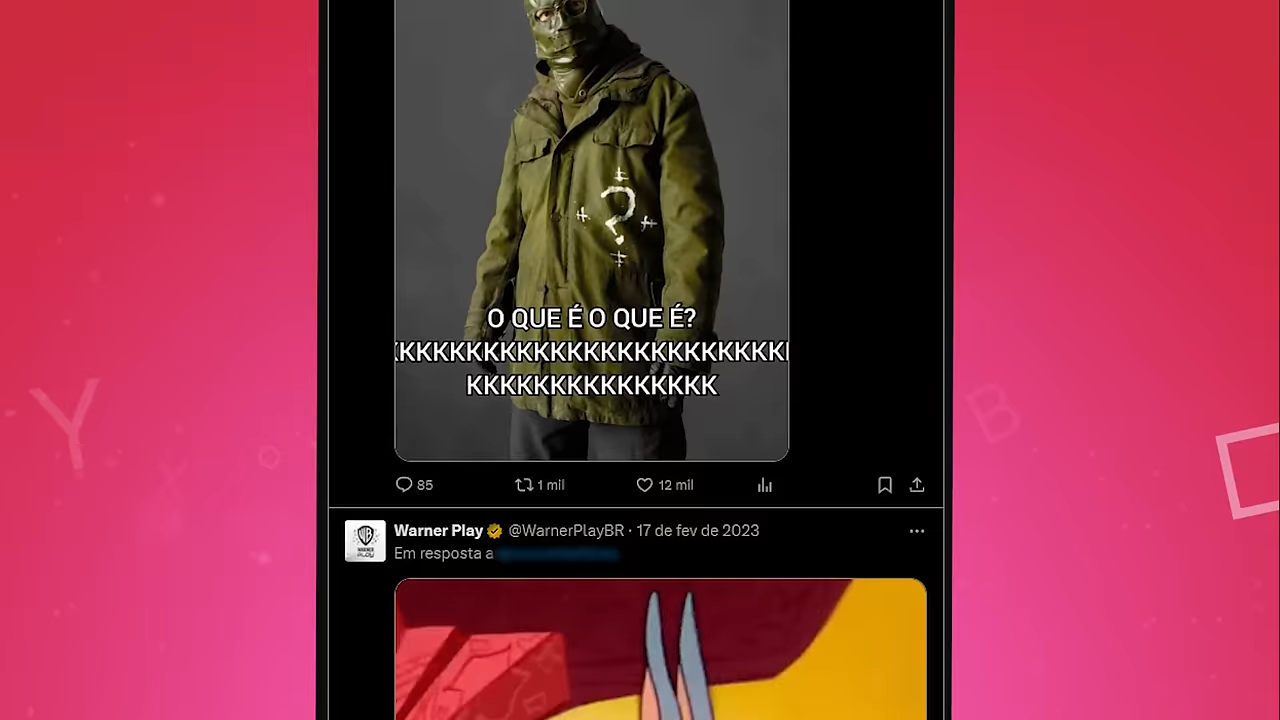 ?
O QUE É O QUE É?
KKKKKKKKKKKKKKKKKKKKKKKKK
KKKKKKKKKKKKKKK
85
1 mil
12 mil
Warner Play @WarnerPlayBR · 17 de fev de 2023
Em resposta a
Y
X
B